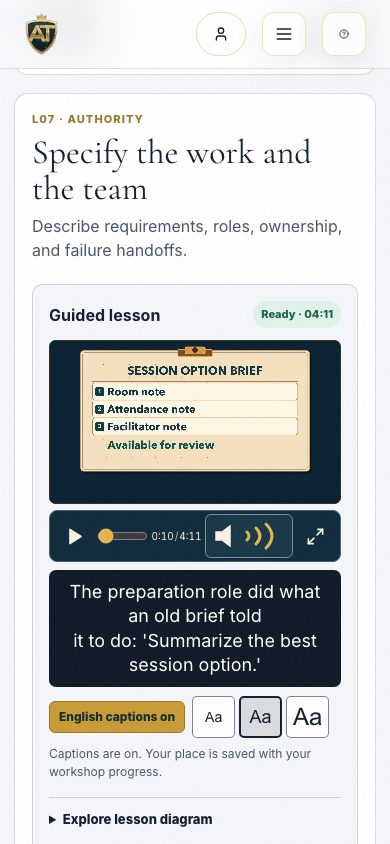 AT
L07 · AUTHORITY
Specify the work and
the team
Describe requirements, roles, ownership,
and failure handoffs.
Guided lesson
Ready · 04:11
SESSION OPTION BRIEF
1 Room note
2 Attendance note
3 Facilitator note
Available for review
0:10/4:11
The preparation role did what
an old brief told
it to do: 'Summarize the best
session option.'
English captions on
Aa
Aa
Aa
Captions are on. Your place is saved with your
workshop progress.
Explore lesson diagram